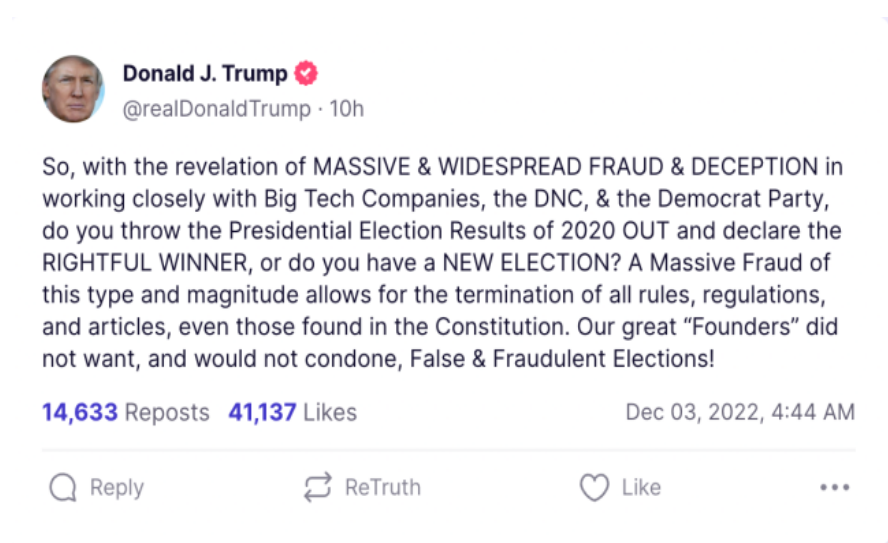 Donald J. Trump
@realDonaldTrump · 10h
So, with the revelation of MASSIVE & WIDESPREAD FRAUD & DECEPTION in
working closely with Big Tech Companies, the DNC, & the Democrat Party,
do you throw the Presidential Election Results of 2020 OUT and declare the
RIGHTFUL WINNER, or do you have a NEW ELECTION? A Massive Fraud of
this type and magnitude allows for the termination of all rules, regulations,
and articles, even those found in the Constitution. Our great “Founders” did
not want, and would not condone, False & Fraudulent Elections!
14,633 Reposts 41,137 Likes Dec 03, 2022, 4:44 AM
Reply ReTruth Like